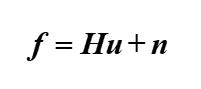 f = Hu + n